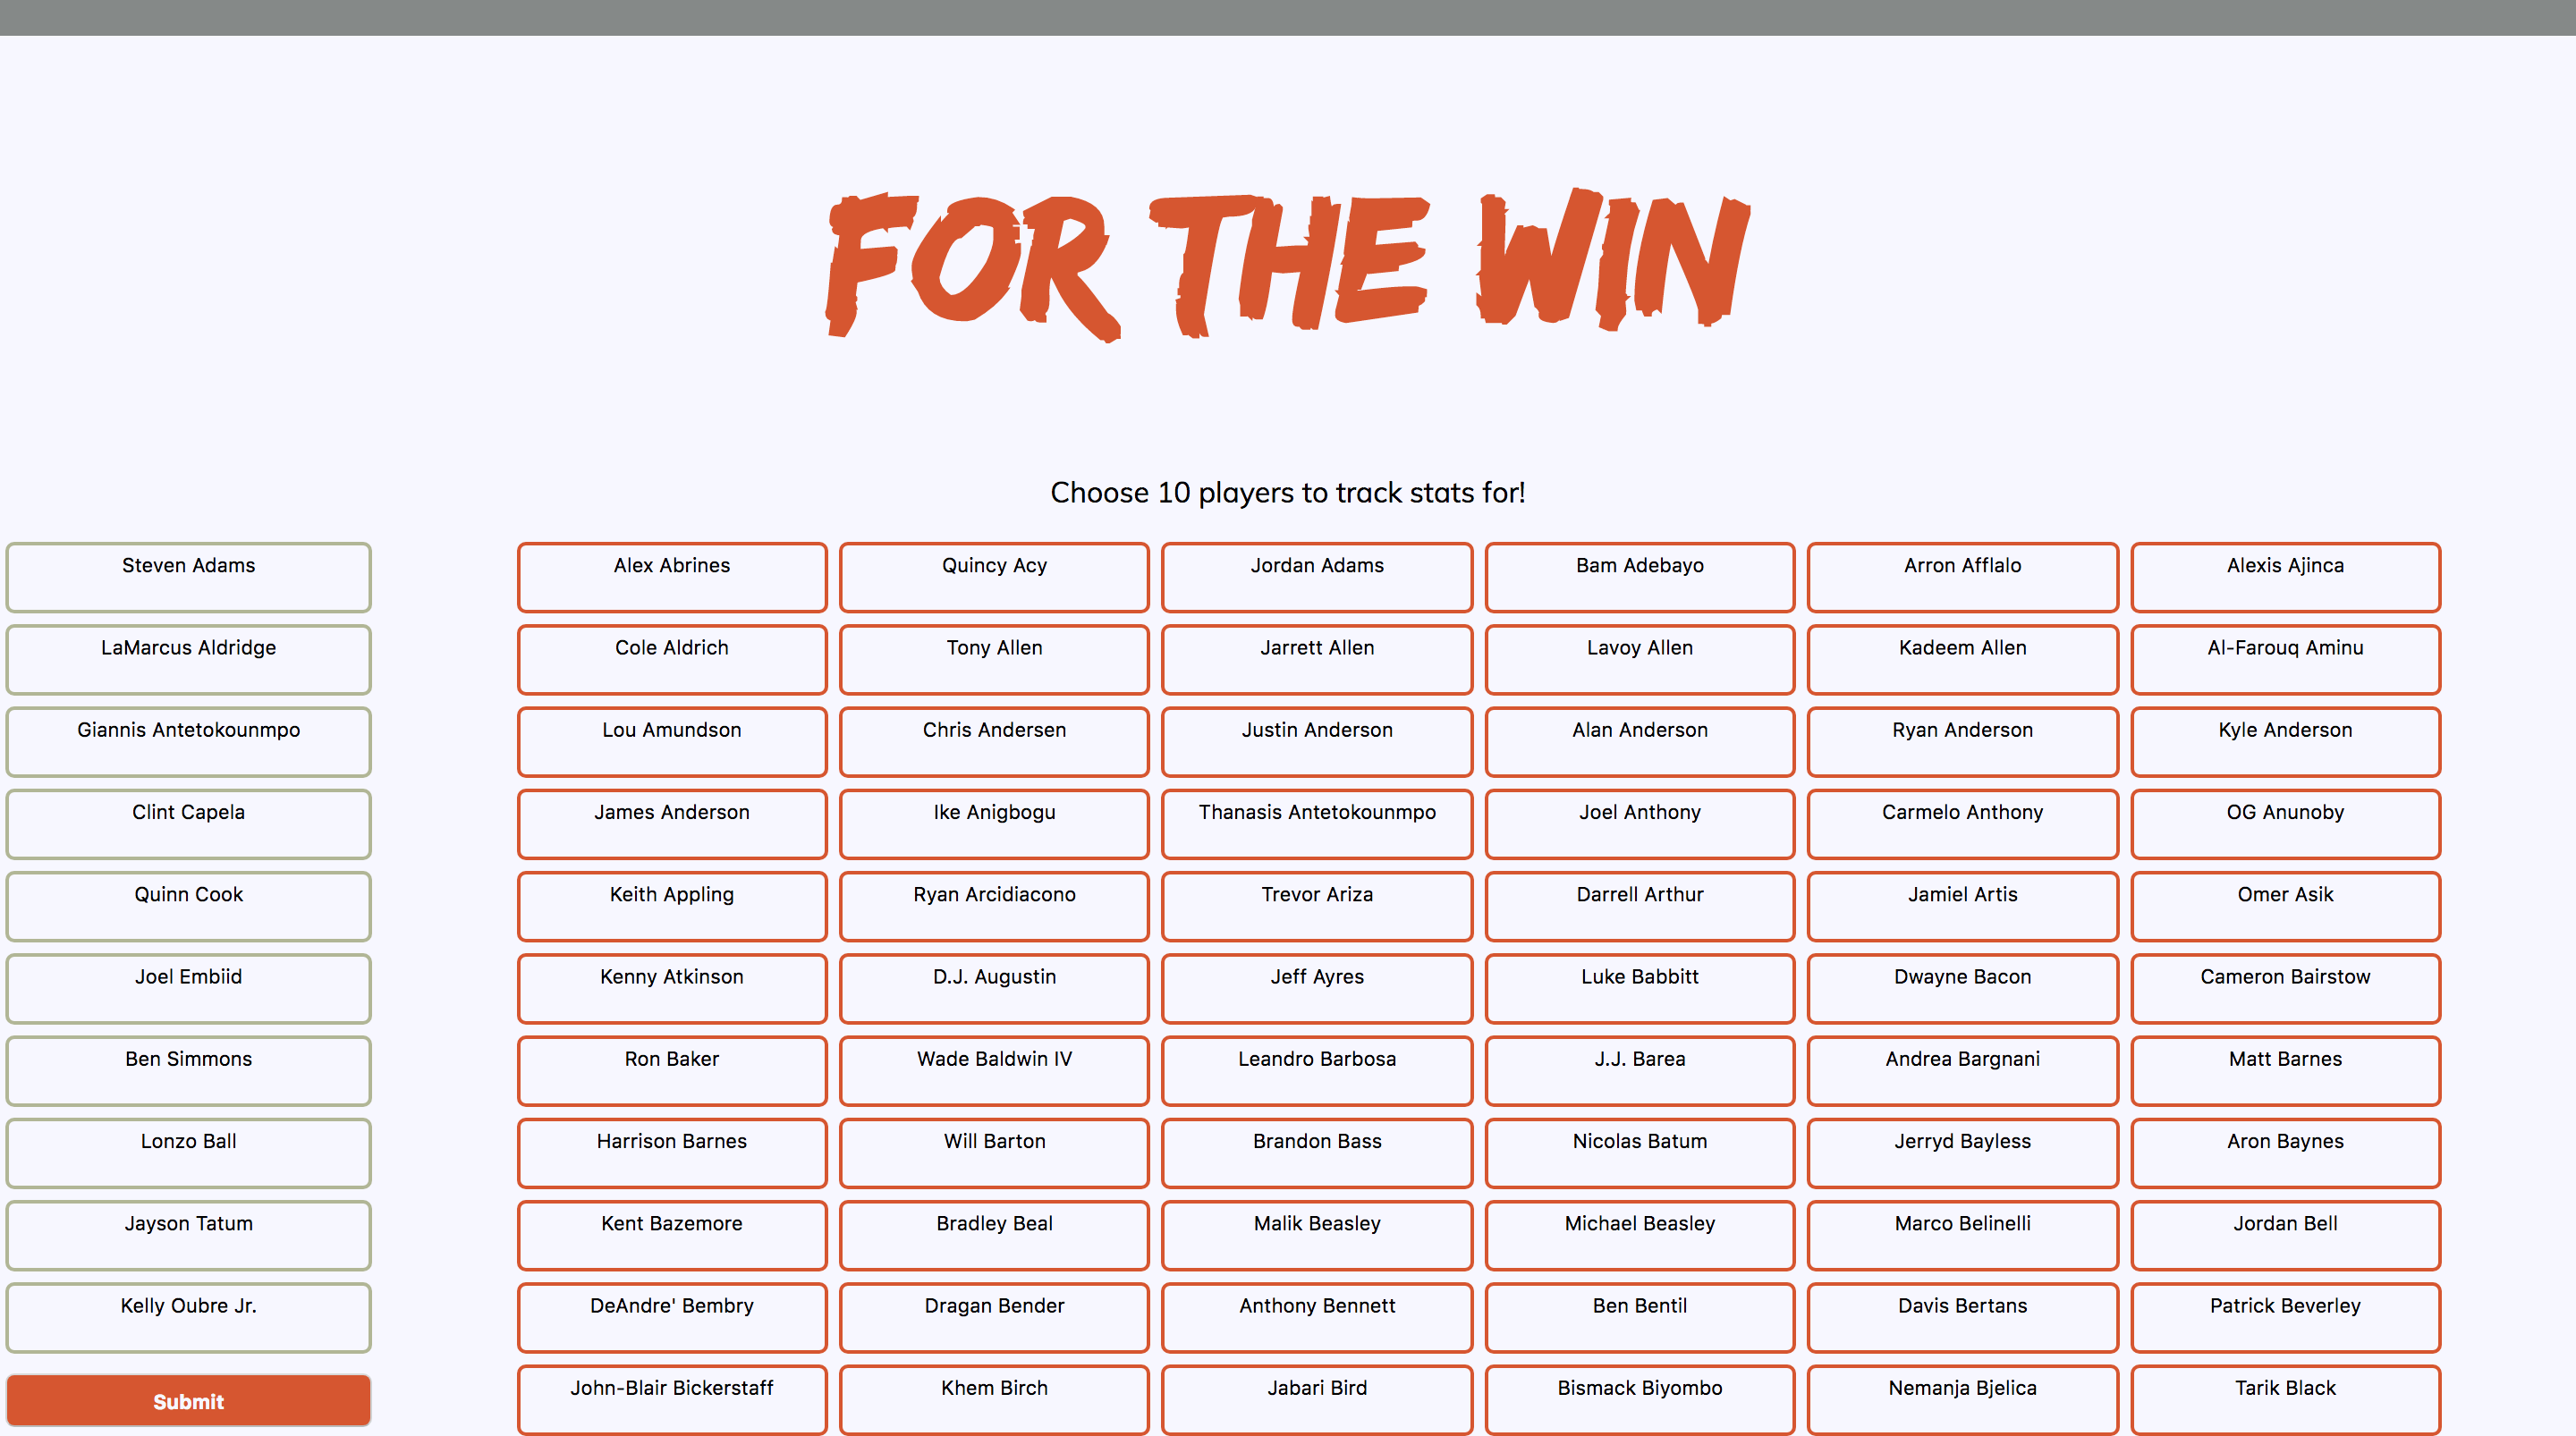 FOR THE WIN
Choose 10 players to track stats for!
Steven Adams
LaMarcus Aldridge
Giannis Antetokounmpo
Clint Capela
Quinn Cook
Joel Embiid
Ben Simmons
Lonzo Ball
Jayson Tatum
Kelly Oubre Jr.
Submit
Alex Abrines Quincy Acy Jordan Adams Bam Adebayo Arron Afflalo Alexis Ajinca
Cole Aldrich Tony Allen Jarrett Allen Lavoy Allen Kadeem Allen Al-Farouq Aminu
Lou Amundson Chris Andersen Justin Anderson Alan Anderson Ryan Anderson Kyle Anderson
James Anderson Ike Anigbogu Thanasis Antetokounmpo Joel Anthony Carmelo Anthony OG Anunoby
Keith Appling Ryan Arcidiacono Trevor Ariza Darrell Arthur Jamiel Artis Omer Asik
Kenny Atkinson D.J. Augustin Jeff Ayres Luke Babbitt Dwayne Bacon Cameron Bairstow
Ron Baker Wade Baldwin IV Leandro Barbosa J.J. Barea Andrea Bargnani Matt Barnes
Harrison Barnes Will Barton Brandon Bass Nicolas Batum Jerryd Bayless Aron Baynes
Kent Bazemore Bradley Beal Malik Beasley Michael Beasley Marco Belinelli Jordan Bell
DeAndre' Bembry Dragan Bender Anthony Bennett Ben Bentil Davis Bertans Patrick Beverley
John-Blair Bickerstaff Khem Birch Jabari Bird Bismack Biyombo Nemanja Bjelica Tarik Black